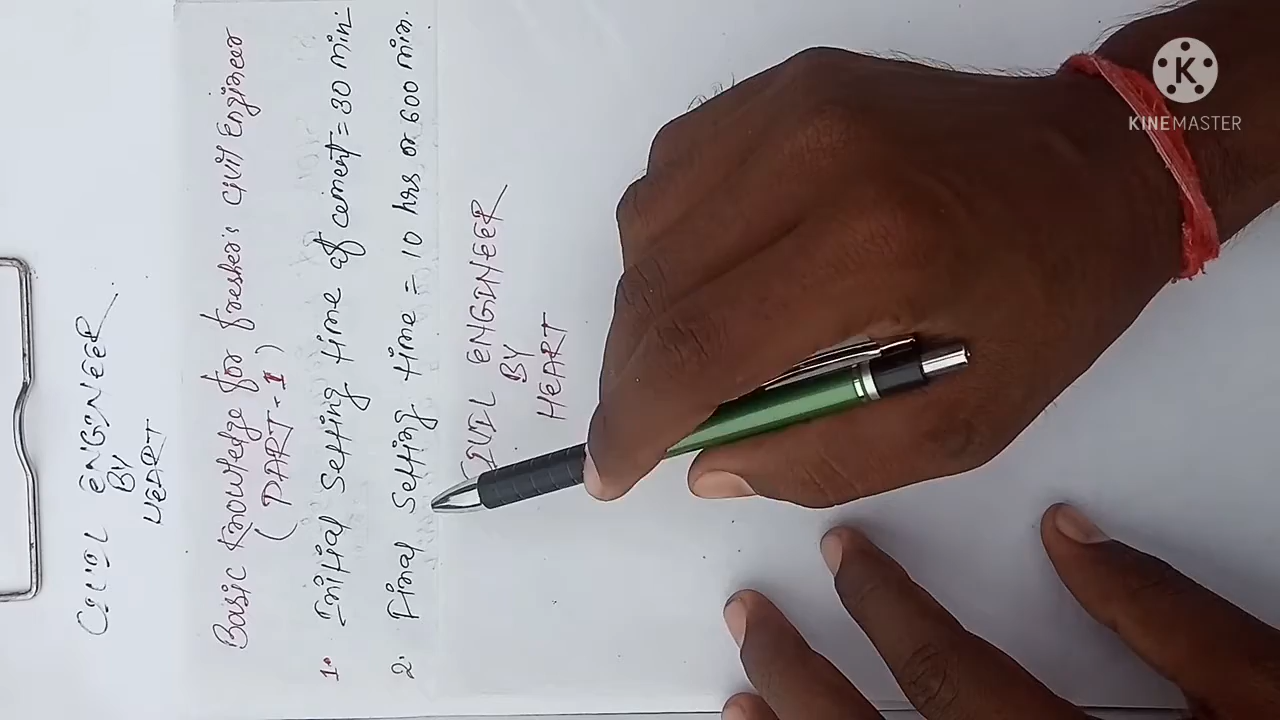 CIVIL ENGINEER
BY
HEART
Basic Knowledge for fresher's civil Engineer
(PART-1)
1. Initial Setting time of cement = 30 min.
2. Final Setting time = 10 hrs or 600 min.
CIVIL ENGINEER
BY
HEART
KINEMASTER